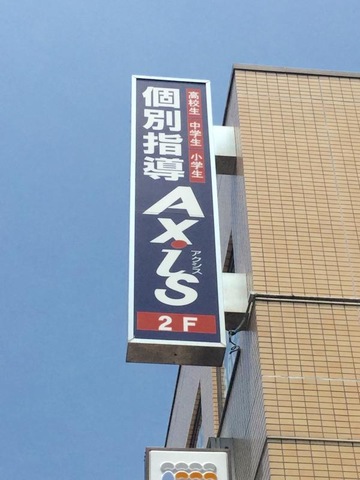 高校生 中学生 小学生
個別指導
Axis
アクシス
2F